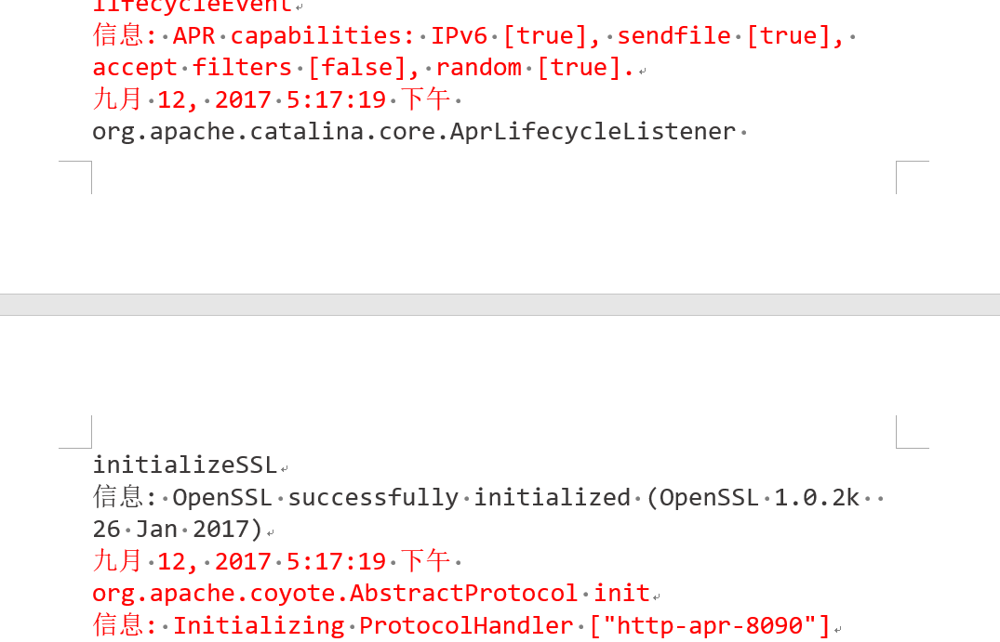 lifecycleEvent
信息: APR capabilities: IPv6 [true], sendfile [true],
accept filters [false], random [true].
九月 12, 2017 5:17:19 下午
org.apache.catalina.core.AprLifecycleListener
initializeSSL
信息: OpenSSL successfully initialized (OpenSSL 1.0.2k
26 Jan 2017)
九月 12, 2017 5:17:19 下午
org.apache.coyote.AbstractProtocol init
信息: Initializing ProtocolHandler ["http-apr-8090"]